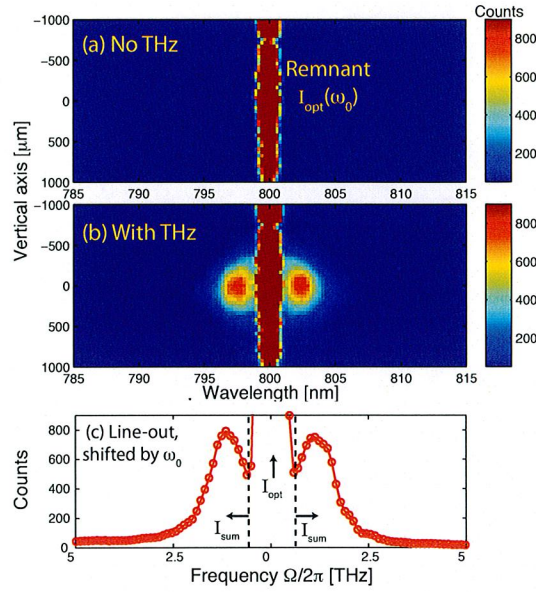 Counts
-1000
-500
0
500
1000
Vertical axis [µm]
(a) No THz
Remnant
I_opt(ω_0)
800
600
400
200
785 790 795 800 805 810 815
-1000
-500
0
500
1000
(b) With THz
800
600
400
200
785 790 795 800 805 810 815
Wavelength [nm]
800
600
400
200
0
Counts
(c) Line-out,
shifted by ω_0
I_sum
I_opt
I_sum
5 2.5 0 2.5 5
Frequency Ω/2π [THz]